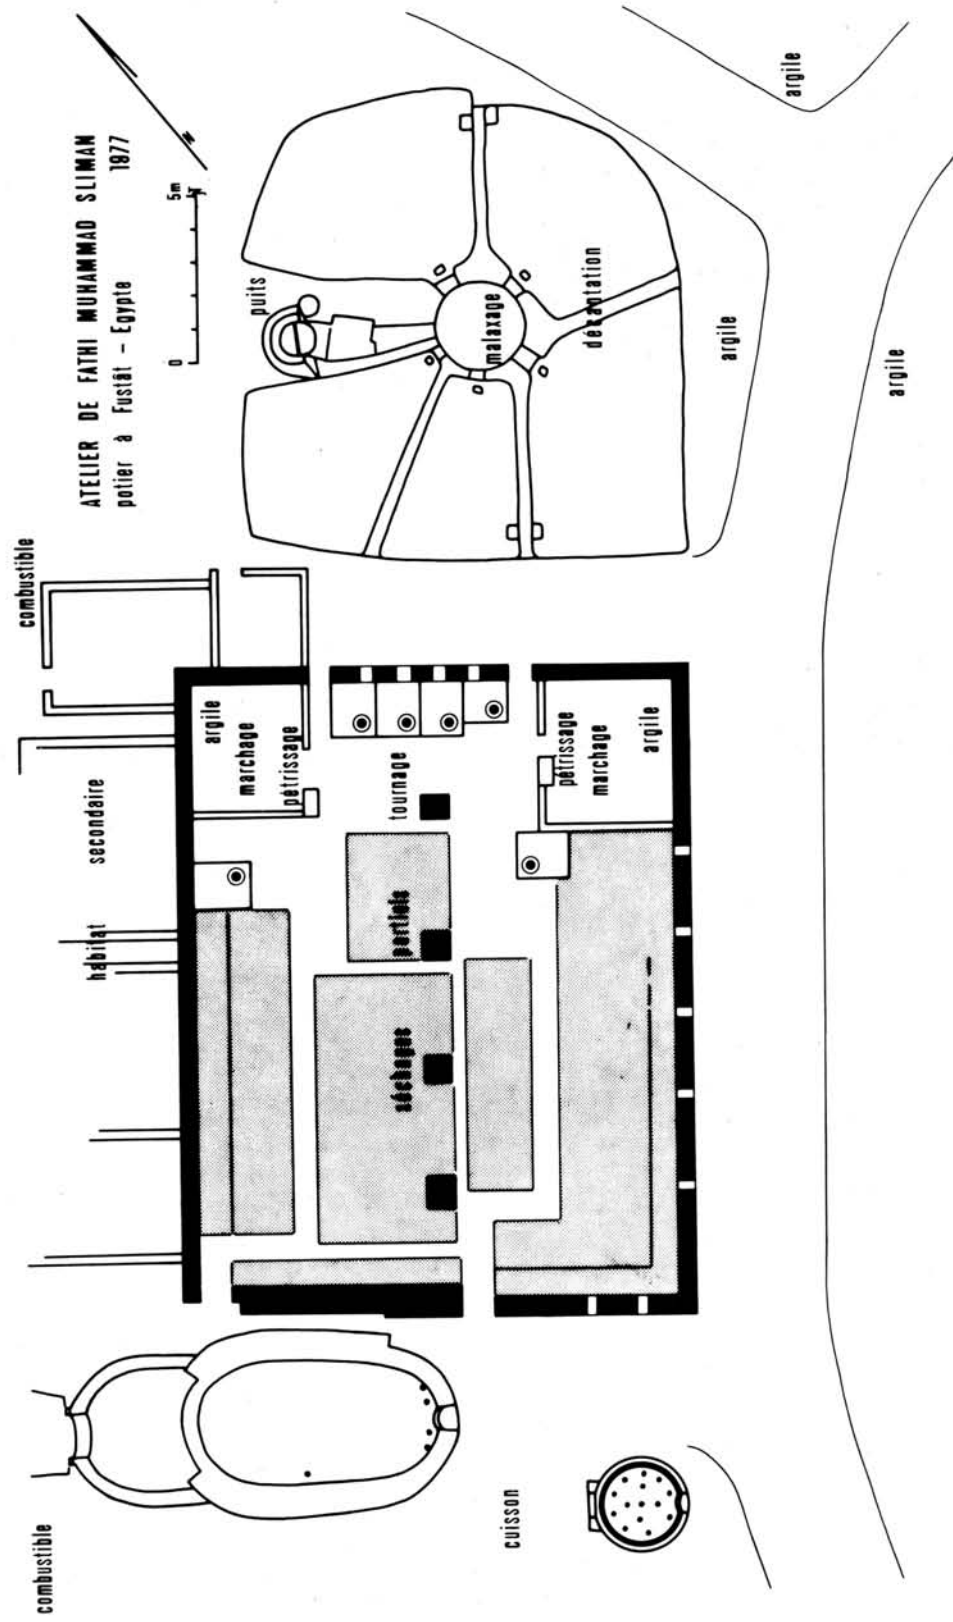 ATELIER DE FATHI MUHAMMAD SLIMAN
potier à Fustât – Egypte 1977
0 5m
N
combustible
puits
malaxage
décantation
argile
argile
argile
habitat secondaire
argile
marchage
pétrissage
tournage
pétrissage
marchage
argile
séchages partiels
combustible
cuisson